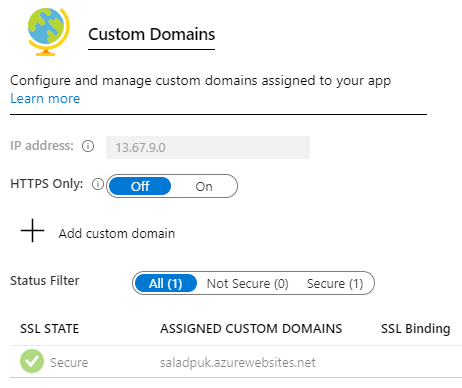 Custom Domains
Configure and manage custom domains assigned to your app
Learn more
IP address: 13.67.9.0
HTTPS Only: Off On
Add custom domain
Status Filter All (1) Not Secure (0) Secure (1)
SSL STATE ASSIGNED CUSTOM DOMAINS SSL Binding
Secure saladpuk.azurewebsites.net